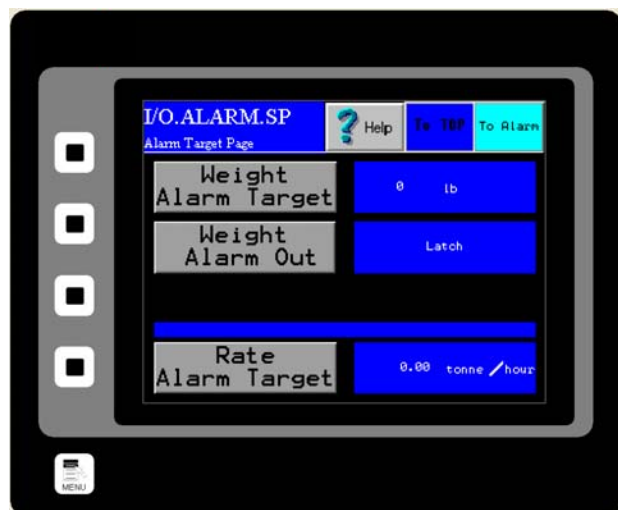 I/O.ALARM.SP
Alarm Target Page
? Help
To TOP
To Alarm
Weight
Alarm Target
0 lb
Weight
Alarm Out
Latch
Rate
Alarm Target
0.00 tonne /hour
MENU